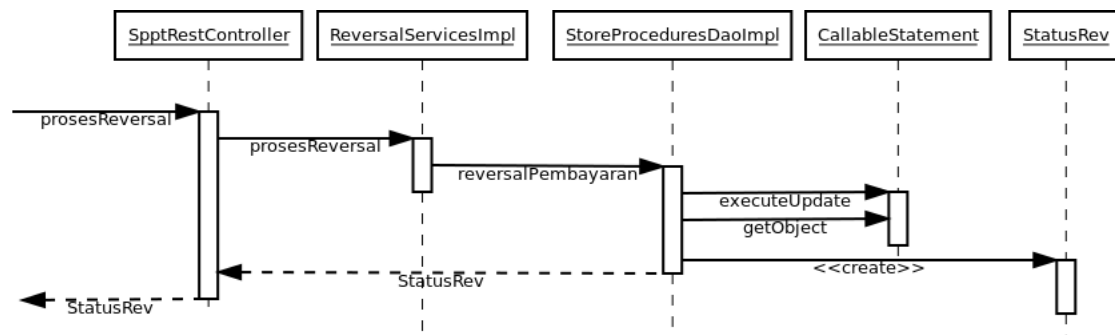 SpptRestController
ReversalServicesImpl
StoreProceduresDaoImpl
CallableStatement
StatusRev
prosesReversal
prosesReversal
reversalPembayaran
executeUpdate
getObject
<<create>>
StatusRev
StatusRev